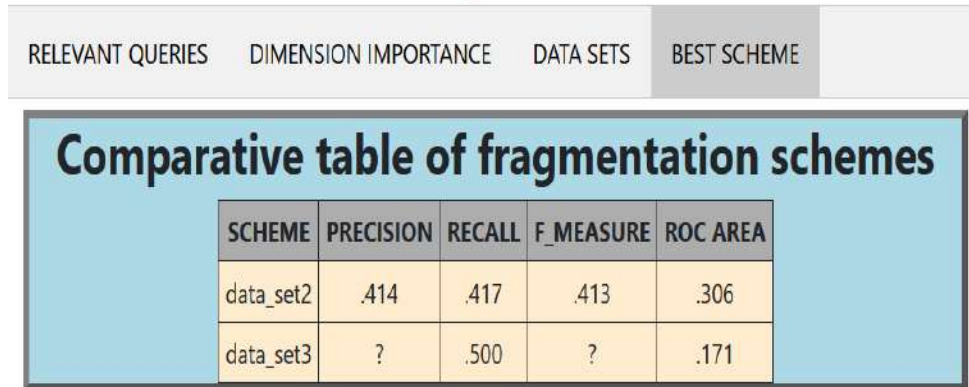 RELEVANT QUERIES DIMENSION IMPORTANCE DATA SETS BEST SCHEME
Comparative table of fragmentation schemes
SCHEME PRECISION RECALL F_MEASURE ROC AREA
data_set2 .414 .417 .413 .306
data_set3 ? .500 ? .171